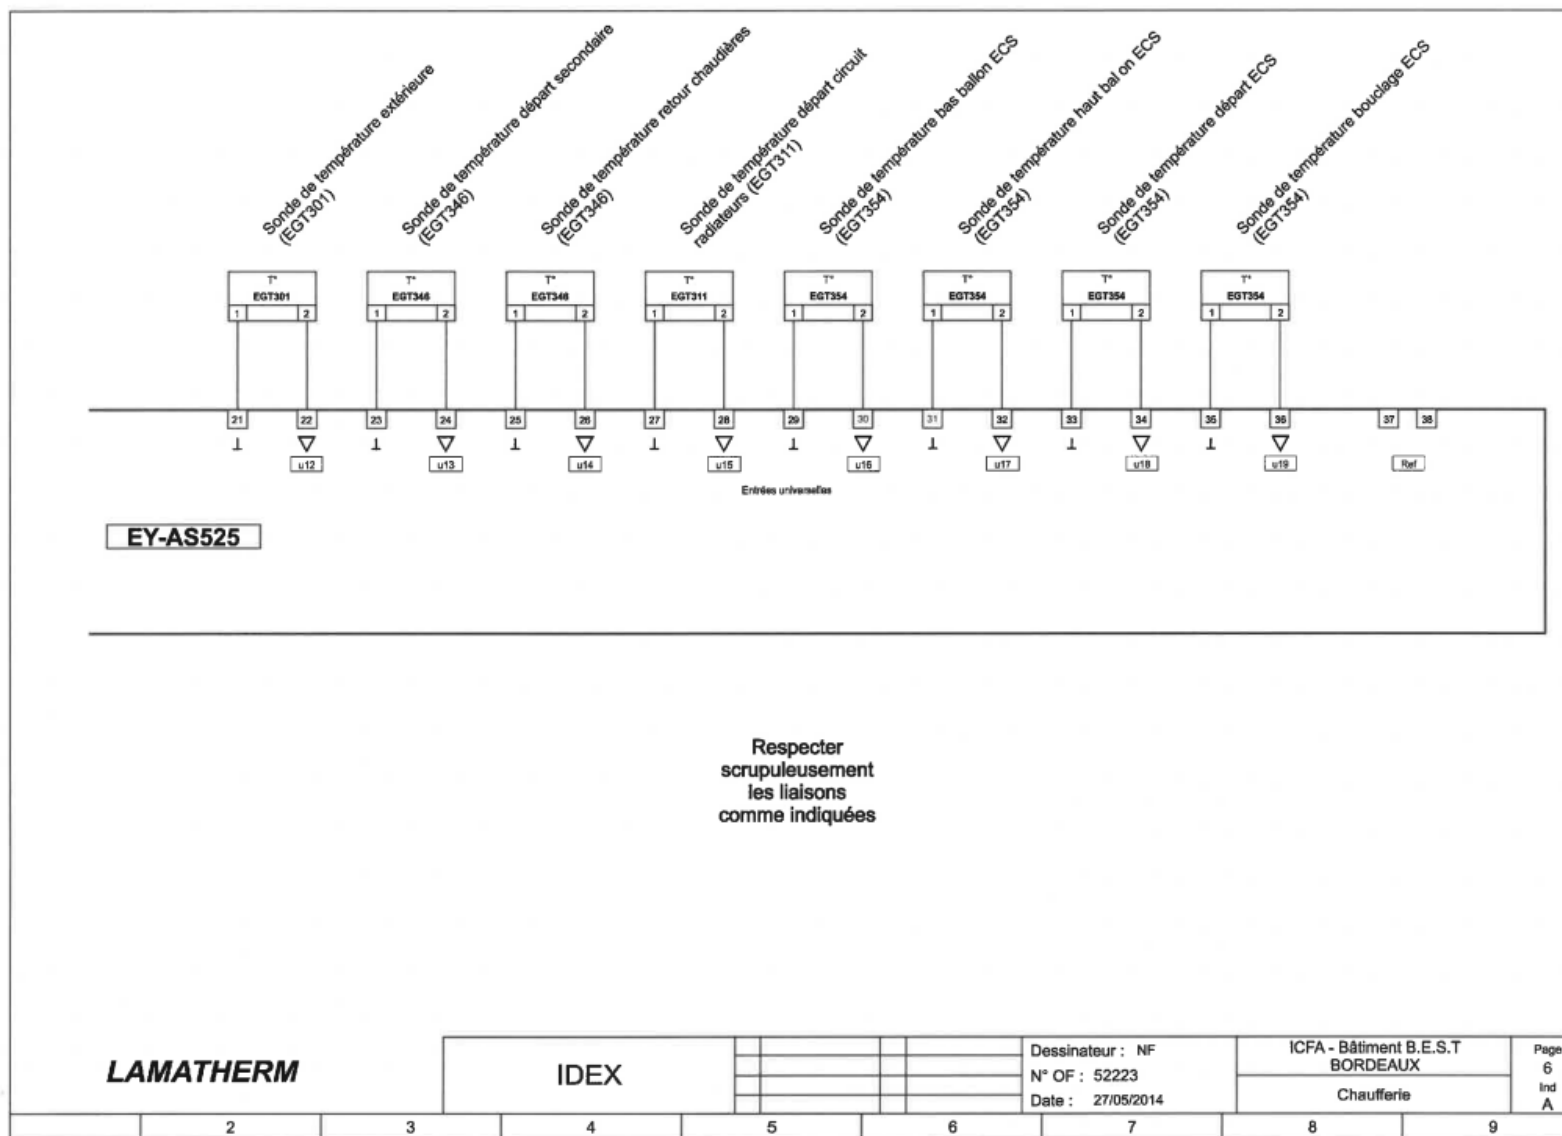 Sonde de température extérieure
(EGT301)
Sonde de température départ secondaire
(EGT346)
Sonde de température retour chaudières
(EGT346)
Sonde de température départ circuit
radiateurs (EGT311)
Sonde de température bas ballon ECS
(EGT354)
Sonde de température haut bal on ECS
(EGT354)
Sonde de température départ ECS
(EGT354)
Sonde de température bouclage ECS
(EGT354)
T° T° T° T° T° T° T° T°
EGT301 EGT346 EGT346 EGT311 EGT354 EGT354 EGT354 EGT354
1 2 1 2 1 2 1 2 1 2 1 2 1 2 1 2
21 22 23 24 25 26 27 28 29 30 31 32 33 34 35 36 37 38
u12 u13 u14 u15 u16 u17 u18 u19 Ref
Entrées universelles
EY-AS525
Respecter
scrupuleusement
les liaisons
comme indiquées
LAMATHERM
IDEX
Dessinateur : NF
N° OF : 52223
Date : 27/05/2014
ICFA - Bâtiment B.E.S.T
BORDEAUX
Chaufferie
Page
6
Ind
A
2 3 4 5 6 7 8 9